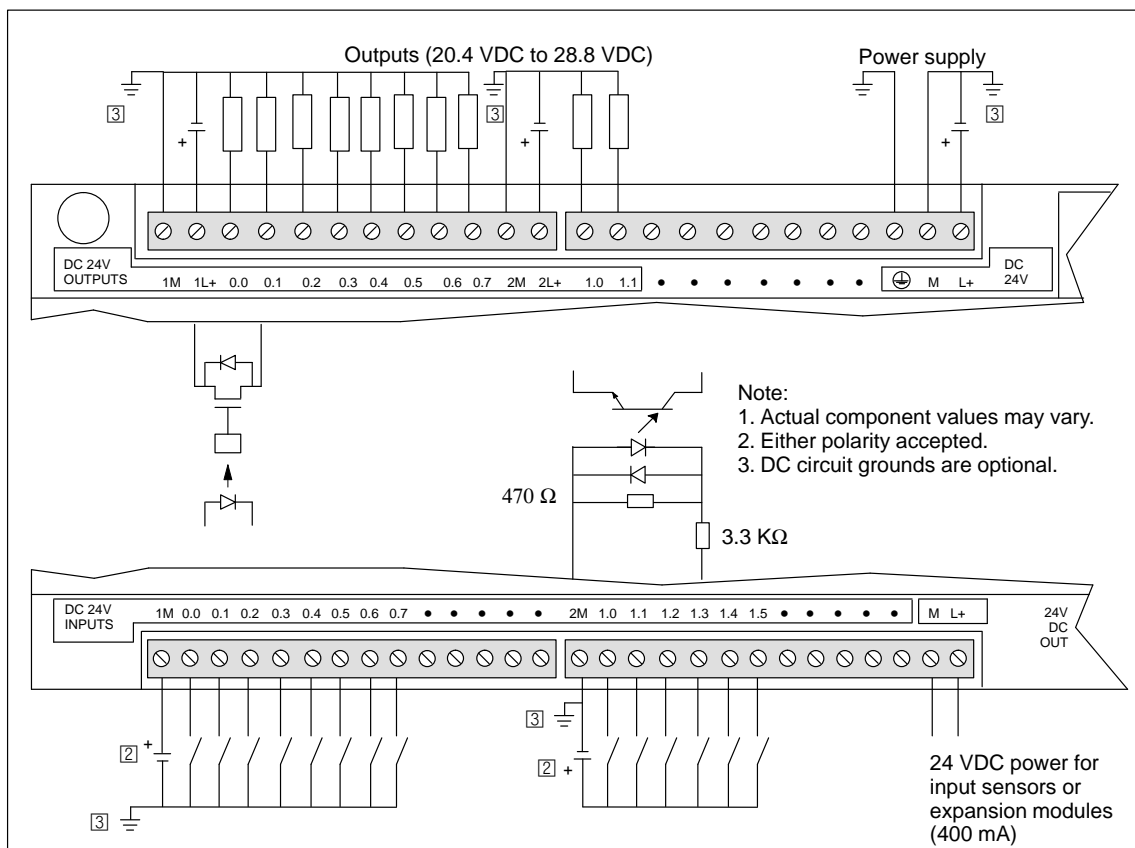 Outputs (20.4 VDC to 28.8 VDC)
Power supply
3
3
3
+
+
+
DC 24V
OUTPUTS
1M 1L+ 0.0 0.1 0.2 0.3 0.4 0.5 0.6 0.7 2M 2L+ 1.0 1.1 • • • • • • • M L+
DC
24V
Note:
1. Actual component values may vary.
2. Either polarity accepted.
3. DC circuit grounds are optional.
470 Ω
3.3 KΩ
DC 24V
INPUTS
1M 0.0 0.1 0.2 0.3 0.4 0.5 0.6 0.7 • • • • • 2M 1.0 1.1 1.2 1.3 1.4 1.5 • • • • • M L+
24V
DC
OUT
3
2 +
2 +
3
24 VDC power for
input sensors or
expansion modules
(400 mA)